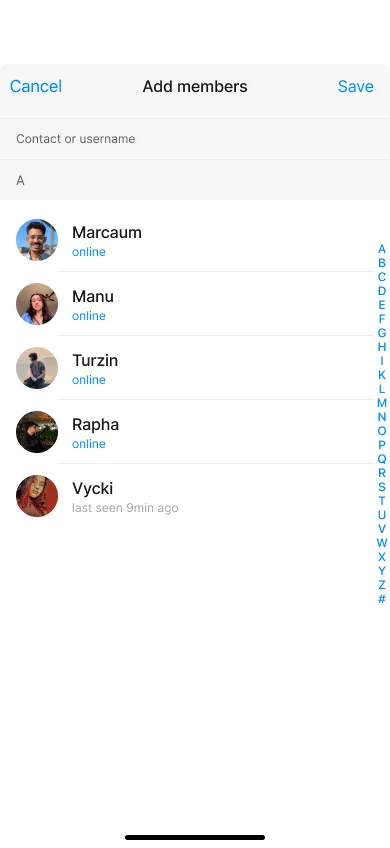 Cancel Add members Save
Contact or username
A
Marcaum
online
Manu
online
Turzin
online
Rapha
online
Vycki
last seen 9min ago
A
B
C
D
E
F
G
H
I
K
L
M
N
O
P
Q
R
S
T
U
V
W
X
Y
Z
#